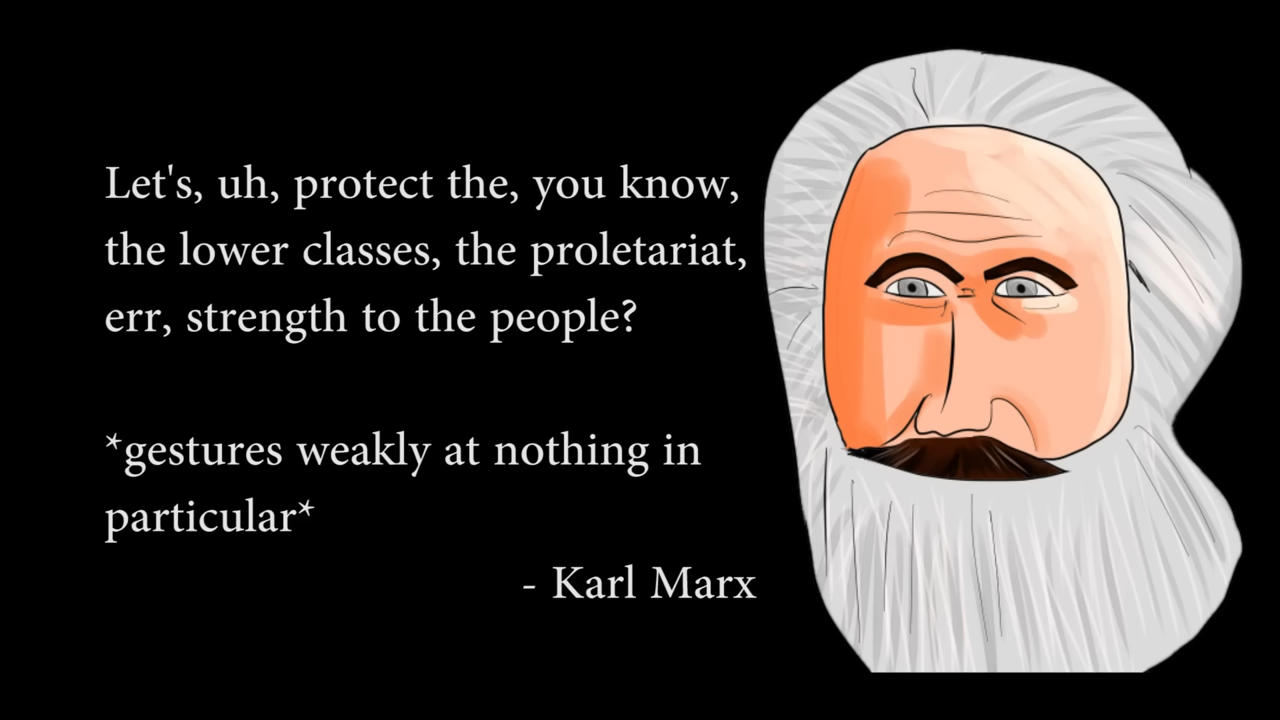 Let's, uh, protect the, you know,
the lower classes, the proletariat,
err, strength to the people?
*gestures weakly at nothing in
particular*
- Karl Marx